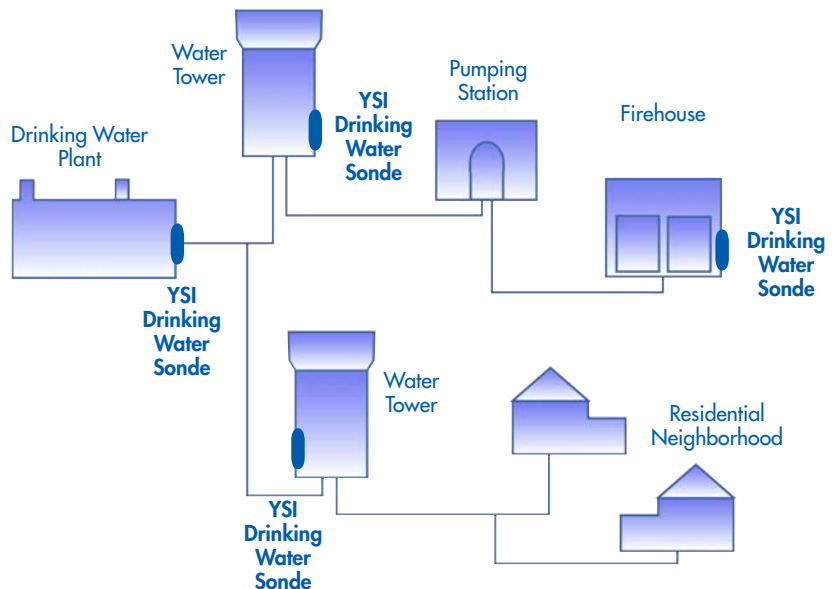 Water
Tower
YSI
Drinking
Water
Sonde
Pumping
Station
Firehouse
Drinking Water
Plant
YSI
Drinking
Water
Sonde
YSI
Drinking
Water
Sonde
Water
Tower
Residential
Neighborhood
YSI
Drinking
Water
Sonde